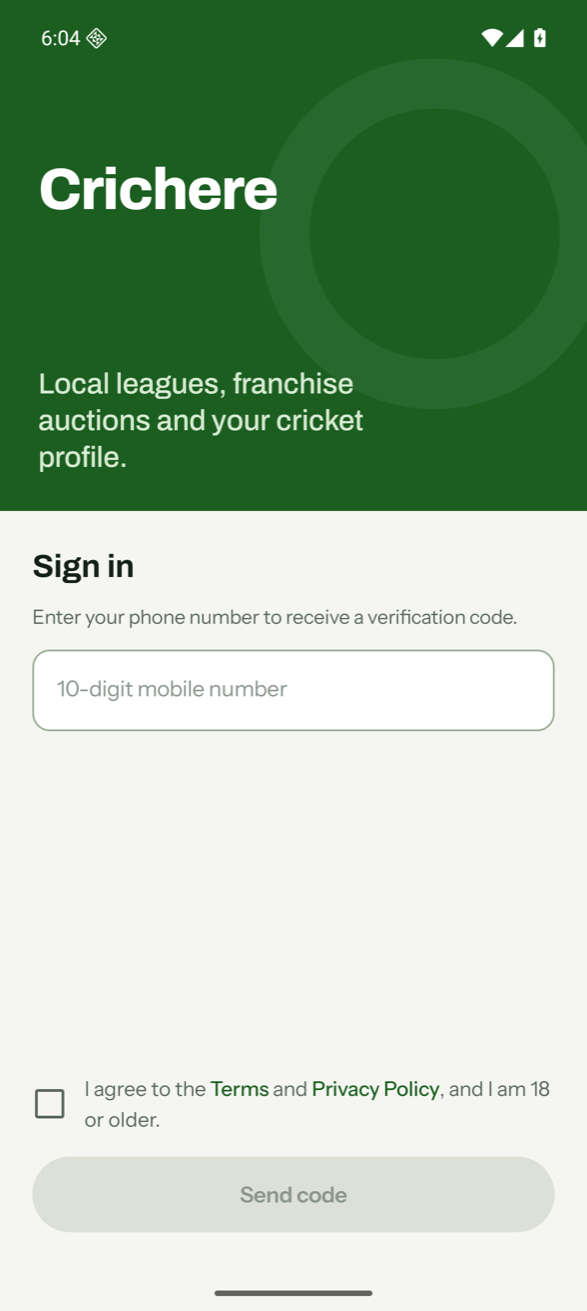 6:04
Crichere
Local leagues, franchise
auctions and your cricket
profile.
Sign in
Enter your phone number to receive a verification code.
10-digit mobile number
I agree to the Terms and Privacy Policy, and I am 18
or older.
Send code